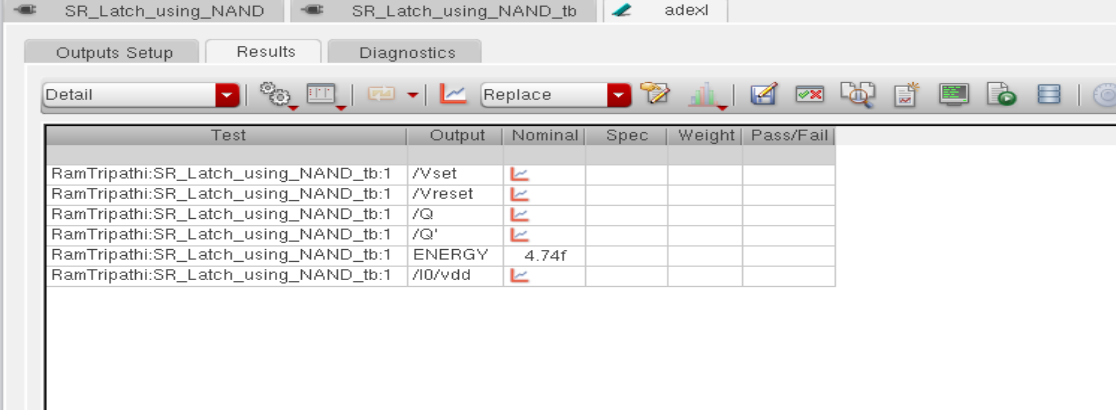 SR_Latch_using_NAND SR_Latch_using_NAND_tb adexl
Outputs Setup Results Diagnostics
Detail Replace
Test Output Nominal Spec Weight Pass/Fail
RamTripathi:SR_Latch_using_NAND_tb:1 /Vset
RamTripathi:SR_Latch_using_NAND_tb:1 /Vreset
RamTripathi:SR_Latch_using_NAND_tb:1 /Q
RamTripathi:SR_Latch_using_NAND_tb:1 /Q'
RamTripathi:SR_Latch_using_NAND_tb:1 ENERGY 4.74f
RamTripathi:SR_Latch_using_NAND_tb:1 /I0/vdd